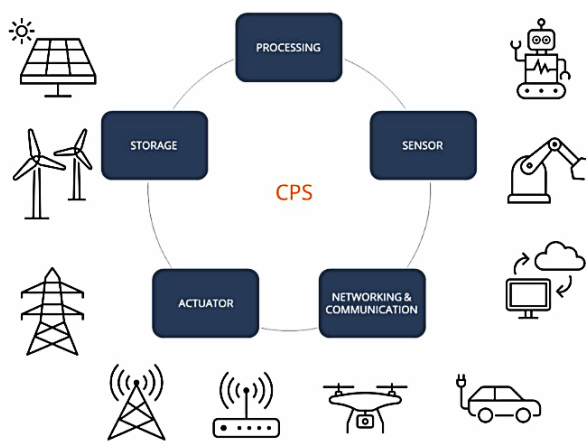 PROCESSING
STORAGE
SENSOR
CPS
ACTUATOR
NETWORKING &
COMMUNICATION